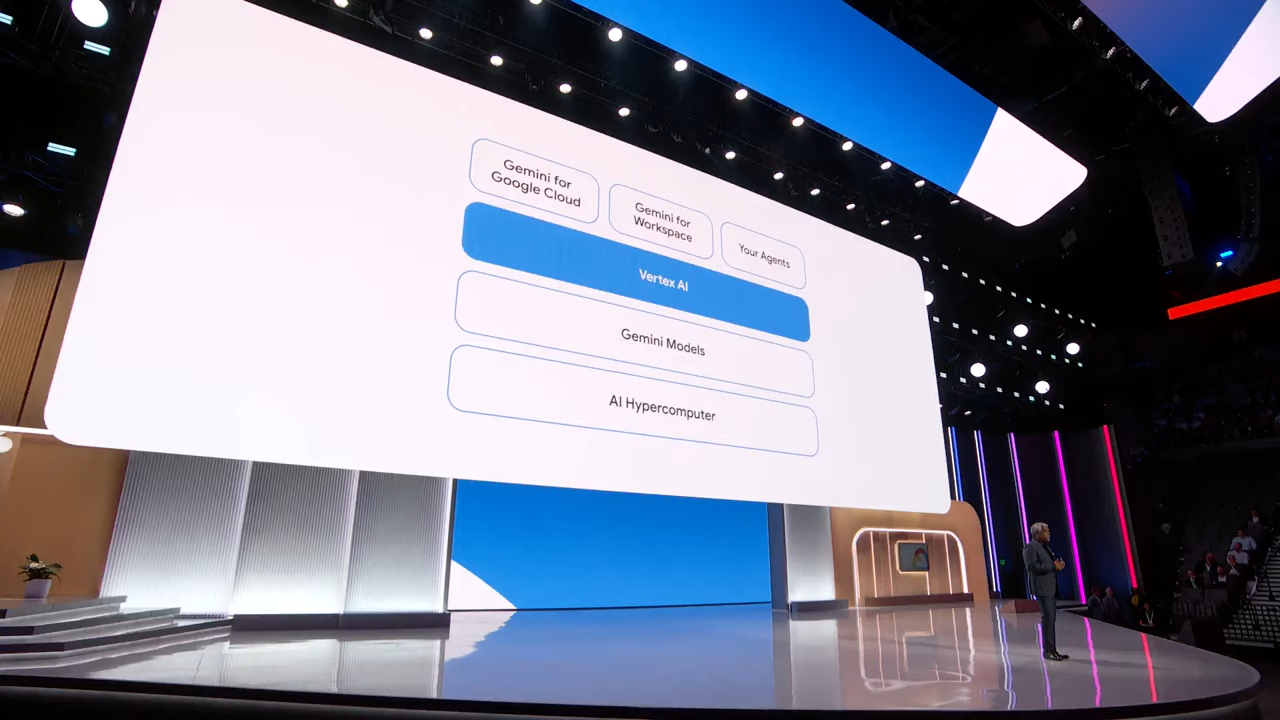 Gemini for
Google Cloud
Gemini for
Workspace
Your Agents
Vertex AI
Gemini Models
AI Hypercomputer